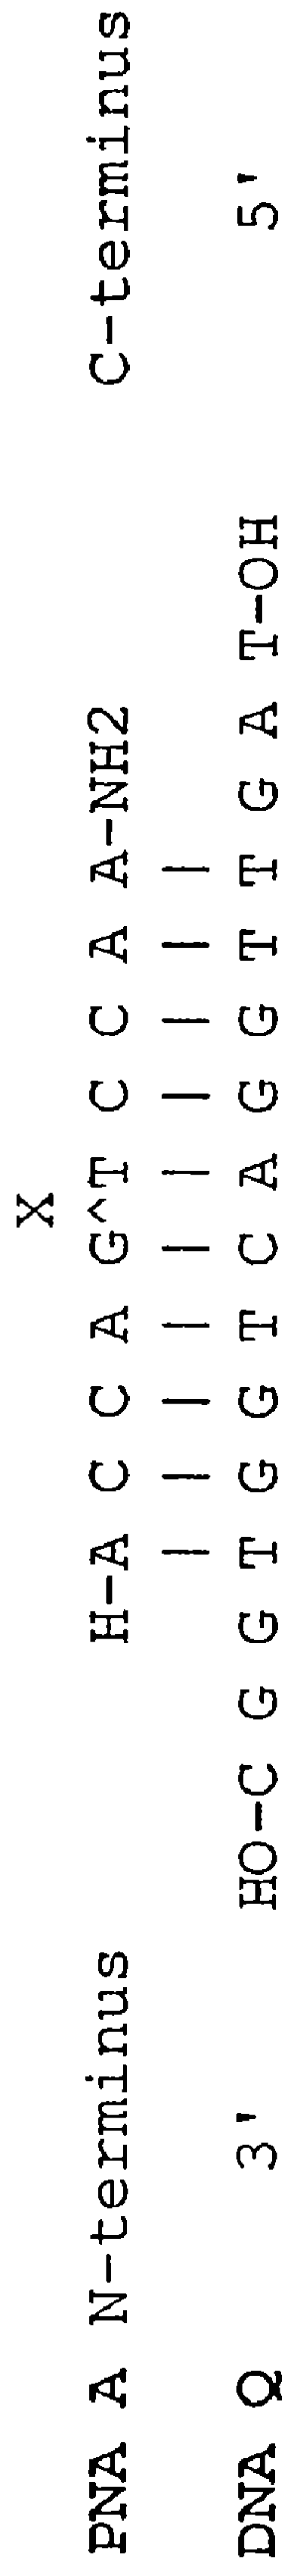 X
PNA A N-terminus H-A C C A G^T C C A A-NH2 C-terminus
| | | | | | | | | |
DNA Q 3' HO-C G G T G G T C A G G T T G A T-OH 5'